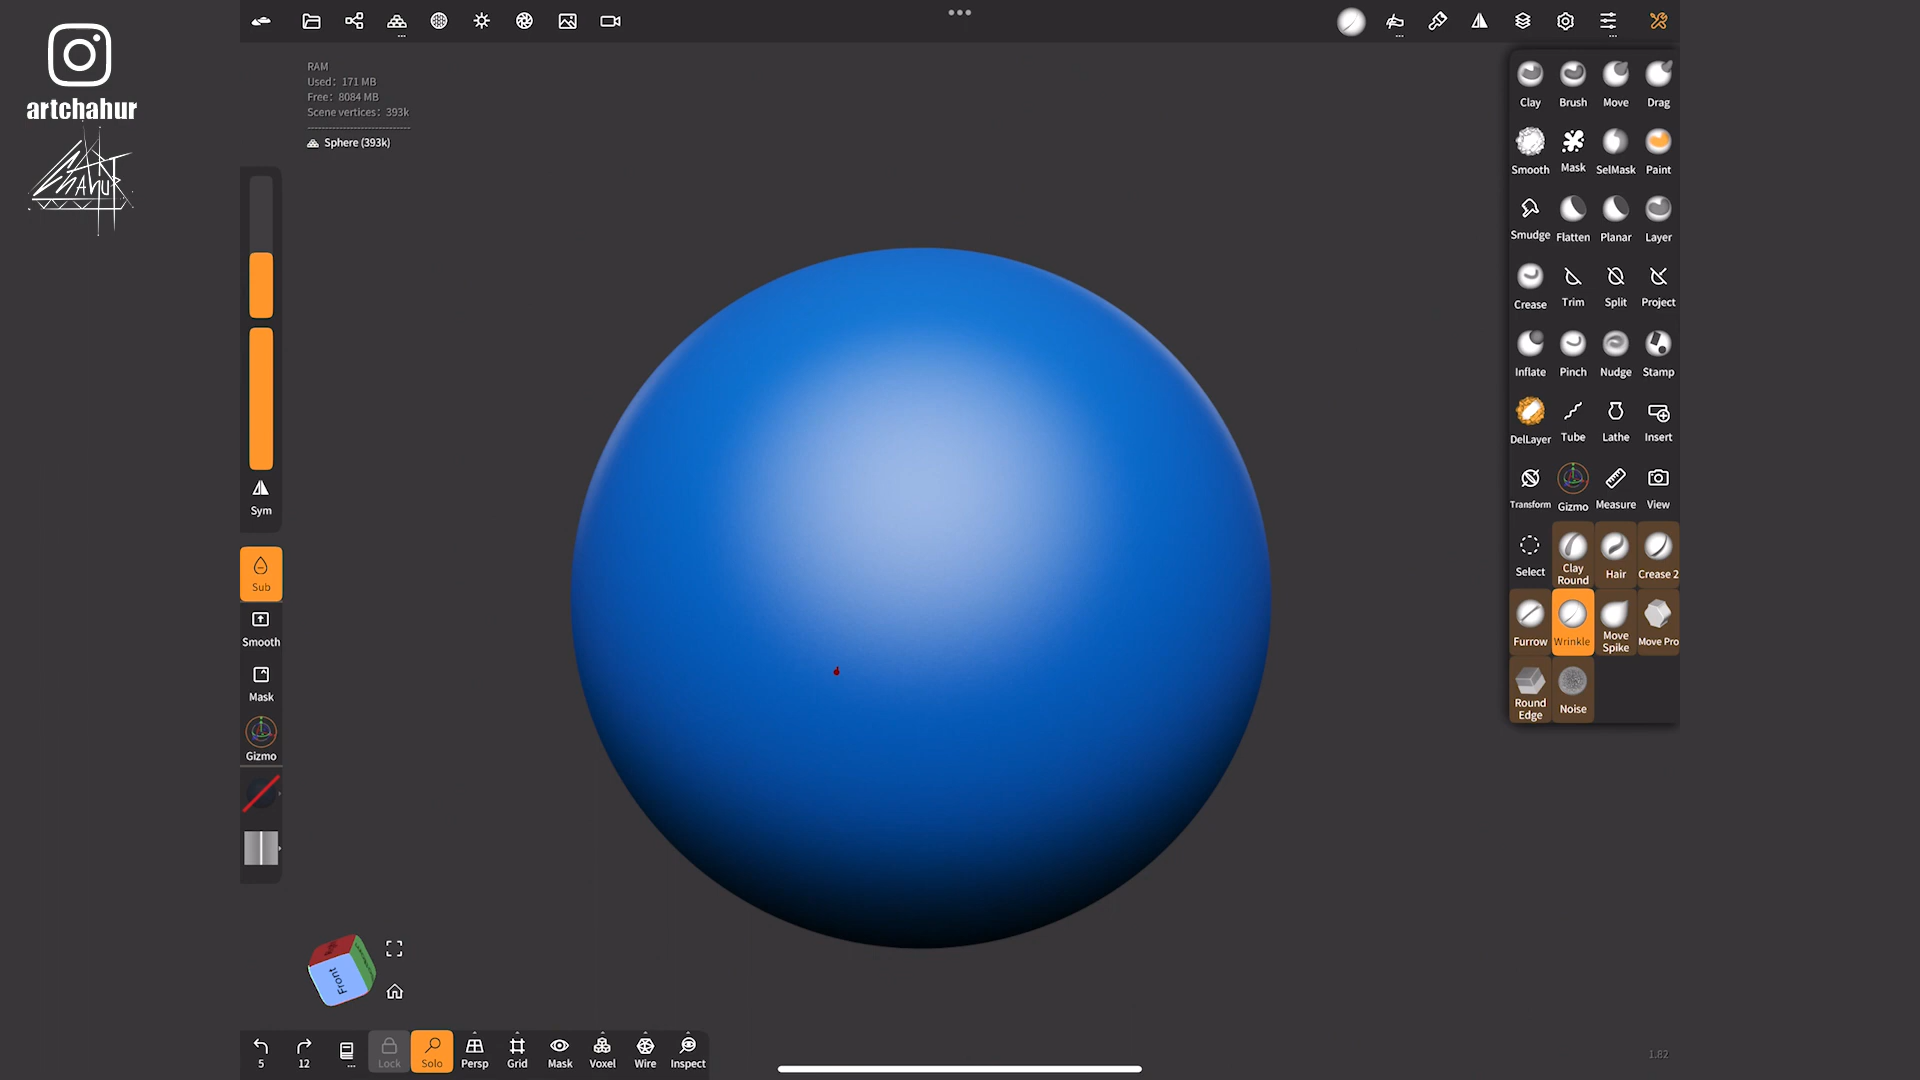 artchahur
CHAHUR
RAM
Used: 171 MB
Free: 8084 MB
Scene vertices: 393k
Sphere (393k)
Sym
Sub
Smooth
Mask
Gizmo
Front
Clay Brush Move Drag
Smooth Mask SelMask Paint
Smudge Flatten Planar Layer
Crease Trim Split Project
Inflate Pinch Nudge Stamp
DelLayer Tube Lathe Insert
Transform Gizmo Measure View
Select Clay Round Hair Crease 2
Furrow Wrinkle Move Spike Move Pro
Round Edge Noise
5 12 Lock Solo Persp Grid Mask Voxel Wire Inspect
1.82